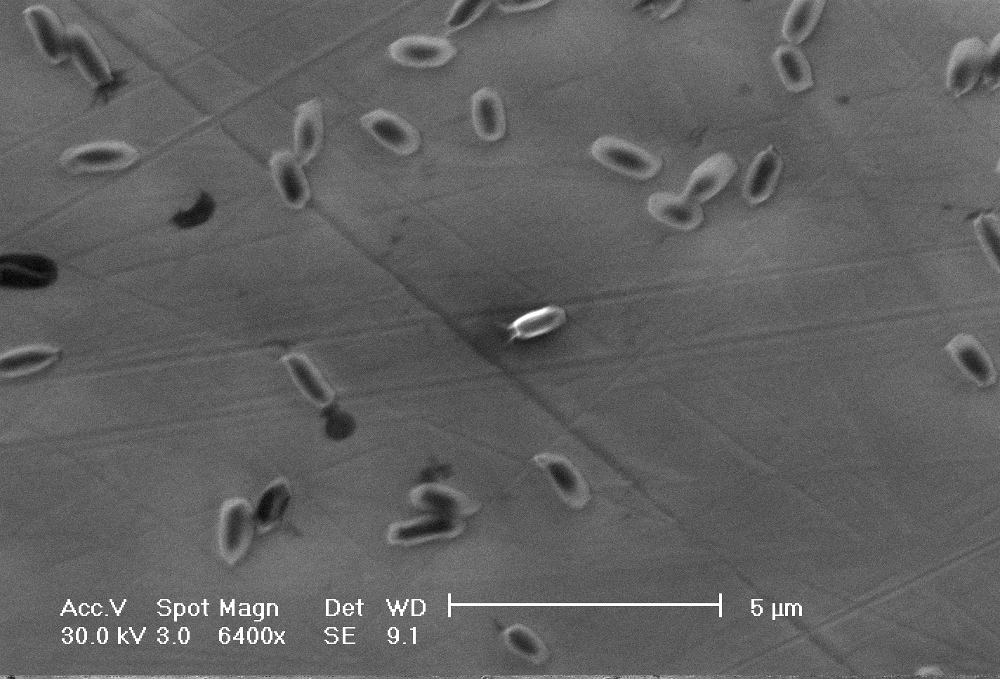 Acc.V Spot Magn Det WD 5 µm
30.0 kV 3.0 6400x SE 9.1